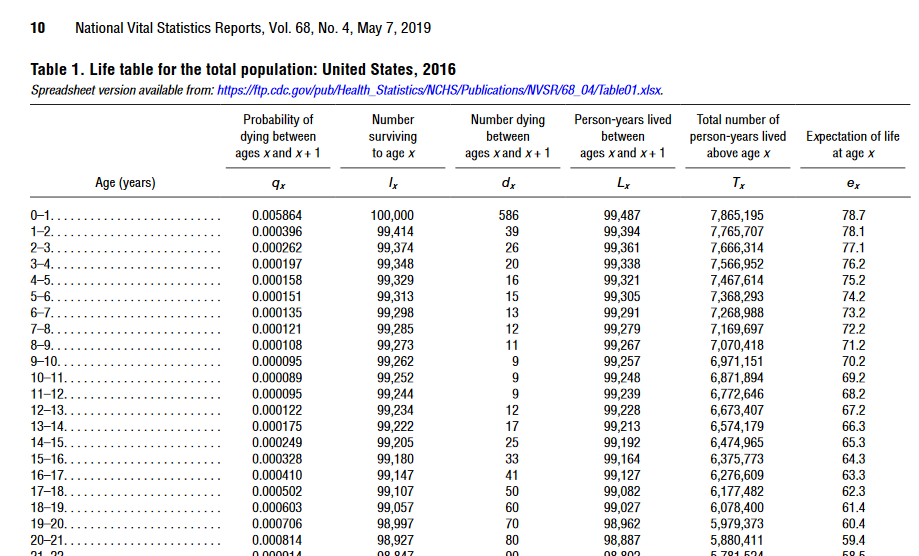 10 National Vital Statistics Reports, Vol. 68, No. 4, May 7, 2019
Table 1. Life table for the total population: United States, 2016
Spreadsheet version available from: https://ftp.cdc.gov/pub/Health_Statistics/NCHS/Publications/NVSR/68_04/Table01.xlsx.
Probability of dying between ages x and x + 1 Number surviving to age x Number dying between ages x and x + 1 Person-years lived between ages x and x + 1 Total number of person-years lived above age x Expectation of life at age x
Age (years) qx lx dx Lx Tx ex
0–1. 0.005864 100,000 586 99,487 7,865,195 78.7
1–2. 0.000396 99,414 39 99,394 7,765,707 78.1
2–3. 0.000262 99,374 26 99,361 7,666,314 77.1
3–4. 0.000197 99,348 20 99,338 7,566,952 76.2
4–5. 0.000158 99,329 16 99,321 7,467,614 75.2
5–6. 0.000151 99,313 15 99,305 7,368,293 74.2
6–7. 0.000135 99,298 13 99,291 7,268,988 73.2
7–8. 0.000121 99,285 12 99,279 7,169,697 72.2
8–9. 0.000108 99,273 11 99,267 7,070,418 71.2
9–10. 0.000095 99,262 9 99,257 6,971,151 70.2
10–11. 0.000089 99,252 9 99,248 6,871,894 69.2
11–12. 0.000095 99,244 9 99,239 6,772,646 68.2
12–13. 0.000122 99,234 12 99,228 6,673,407 67.2
13–14. 0.000175 99,222 17 99,213 6,574,179 66.3
14–15. 0.000249 99,205 25 99,192 6,474,965 65.3
15–16. 0.000328 99,180 33 99,164 6,375,773 64.3
16–17. 0.000410 99,147 41 99,127 6,276,609 63.3
17–18. 0.000502 99,107 50 99,082 6,177,482 62.3
18–19. 0.000603 99,057 60 99,027 6,078,400 61.4
19–20. 0.000706 98,997 70 98,962 5,979,373 60.4
20–21. 0.000814 98,927 80 98,887 5,880,411 59.4